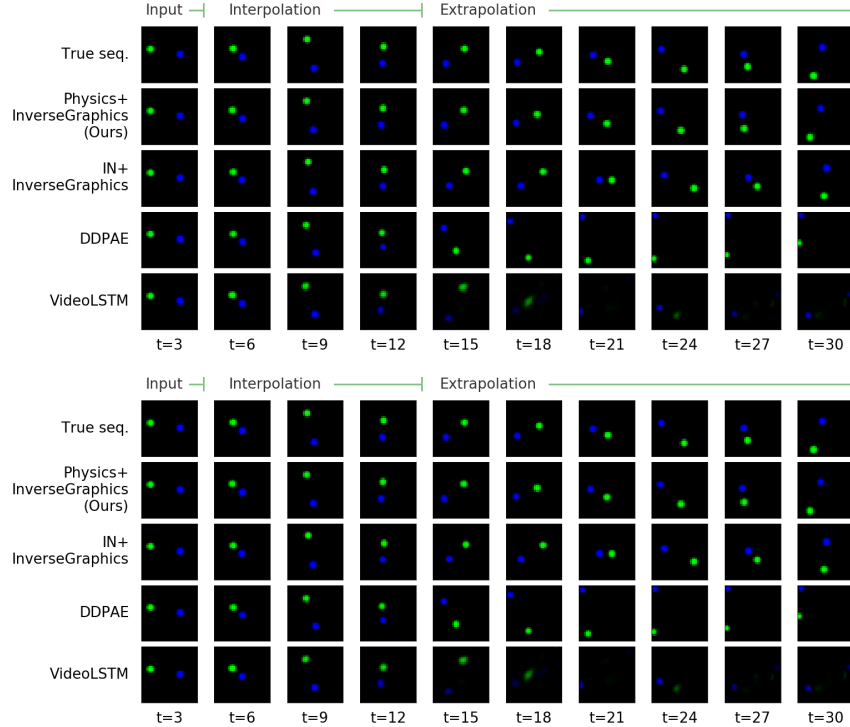 Input Interpolation Extrapolation
True seq.
Physics+
InverseGraphics
(Ours)
IN+
InverseGraphics
DDPAE
VideoLSTM
t=3 t=6 t=9 t=12 t=15 t=18 t=21 t=24 t=27 t=30
Input Interpolation Extrapolation
True seq.
Physics+
InverseGraphics
(Ours)
IN+
InverseGraphics
DDPAE
VideoLSTM
t=3 t=6 t=9 t=12 t=15 t=18 t=21 t=24 t=27 t=30